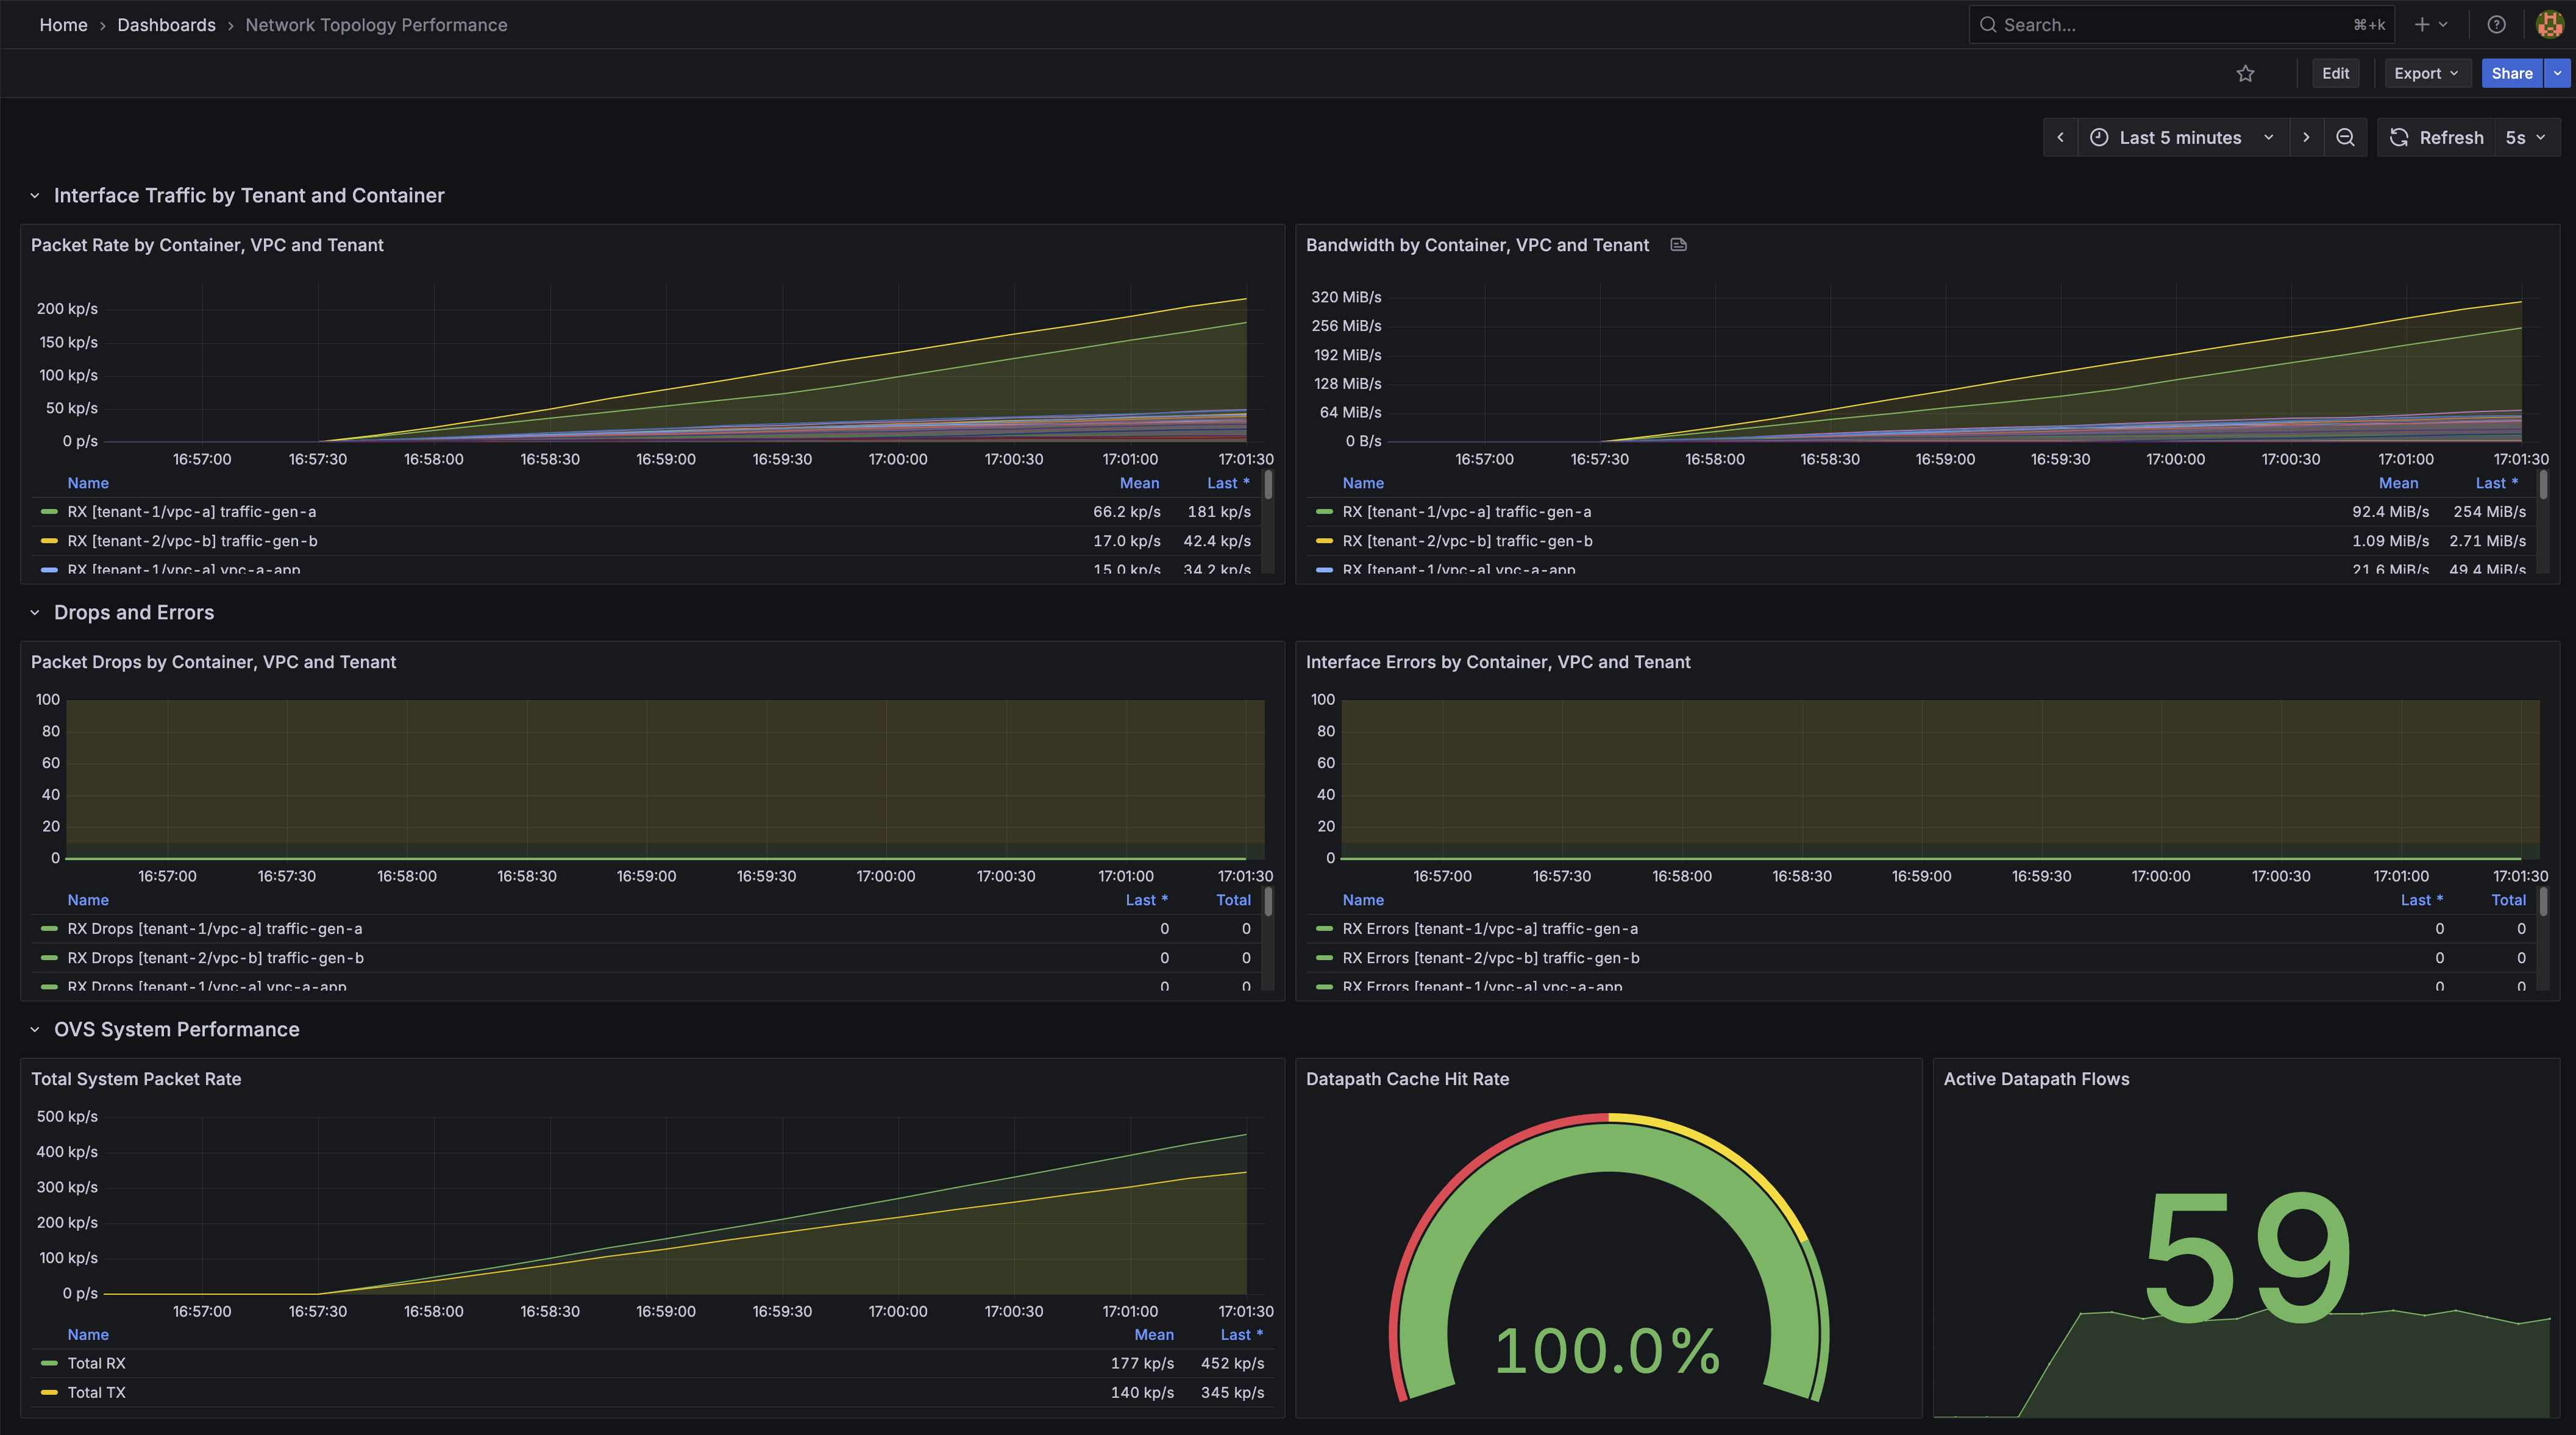 Home › Dashboards › Network Topology Performance
Search... ⌘+k
Edit Export Share
Last 5 minutes Refresh 5s
Interface Traffic by Tenant and Container
Packet Rate by Container, VPC and Tenant
200 kp/s
150 kp/s
100 kp/s
50 kp/s
0 p/s
16:57:00 16:57:30 16:58:00 16:58:30 16:59:00 16:59:30 17:00:00 17:00:30 17:01:00 17:01:30
Name Mean Last *
RX [tenant-1/vpc-a] traffic-gen-a 66.2 kp/s 181 kp/s
RX [tenant-2/vpc-b] traffic-gen-b 17.0 kp/s 42.4 kp/s
RX [tenant-1/vpc-a] vpc-a-app 15.0 kp/s 34.2 kp/s
Bandwidth by Container, VPC and Tenant
320 MiB/s
256 MiB/s
192 MiB/s
128 MiB/s
64 MiB/s
0 B/s
16:57:00 16:57:30 16:58:00 16:58:30 16:59:00 16:59:30 17:00:00 17:00:30 17:01:00 17:01:30
Name Mean Last *
RX [tenant-1/vpc-a] traffic-gen-a 92.4 MiB/s 254 MiB/s
RX [tenant-2/vpc-b] traffic-gen-b 1.09 MiB/s 2.71 MiB/s
RX [tenant-1/vpc-a] vpc-a-app 21.6 MiB/s 49.4 MiB/s
Drops and Errors
Packet Drops by Container, VPC and Tenant
100
80
60
40
20
0
16:57:00 16:57:30 16:58:00 16:58:30 16:59:00 16:59:30 17:00:00 17:00:30 17:01:00 17:01:30
Name Last * Total
RX Drops [tenant-1/vpc-a] traffic-gen-a 0 0
RX Drops [tenant-2/vpc-b] traffic-gen-b 0 0
RX Drops [tenant-1/vpc-a] vpc-a-app 0 0
Interface Errors by Container, VPC and Tenant
100
80
60
40
20
0
16:57:00 16:57:30 16:58:00 16:58:30 16:59:00 16:59:30 17:00:00 17:00:30 17:01:00 17:01:30
Name Last * Total
RX Errors [tenant-1/vpc-a] traffic-gen-a 0 0
RX Errors [tenant-2/vpc-b] traffic-gen-b 0 0
RX Errors [tenant-1/vpc-a] vpc-a-app 0 0
OVS System Performance
Total System Packet Rate
500 kp/s
400 kp/s
300 kp/s
200 kp/s
100 kp/s
0 p/s
16:57:00 16:57:30 16:58:00 16:58:30 16:59:00 16:59:30 17:00:00 17:00:30 17:01:00 17:01:30
Name Mean Last *
Total RX 177 kp/s 452 kp/s
Total TX 140 kp/s 345 kp/s
Datapath Cache Hit Rate
100.0%
Active Datapath Flows
59